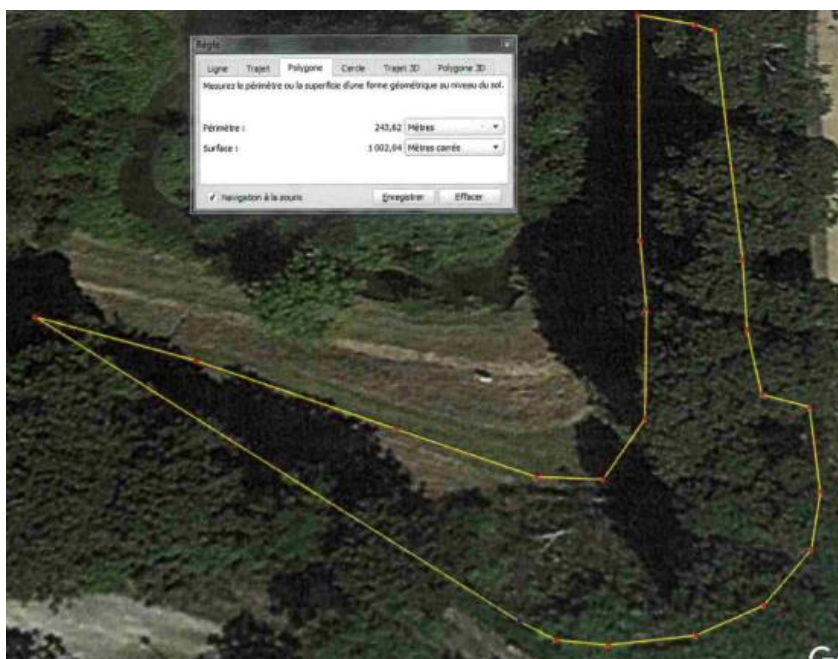 Règle
Ligne Trajet Polygone Cercle Trajet 3D Polygone 3D
Mesurez le périmètre ou la superficie d'une forme géométrique au niveau du sol.
Périmètre : 243,62 Mètres
Surface : 1 002,04 Mètres carrés
Navigation à la souris Enregistrer Effacer
G